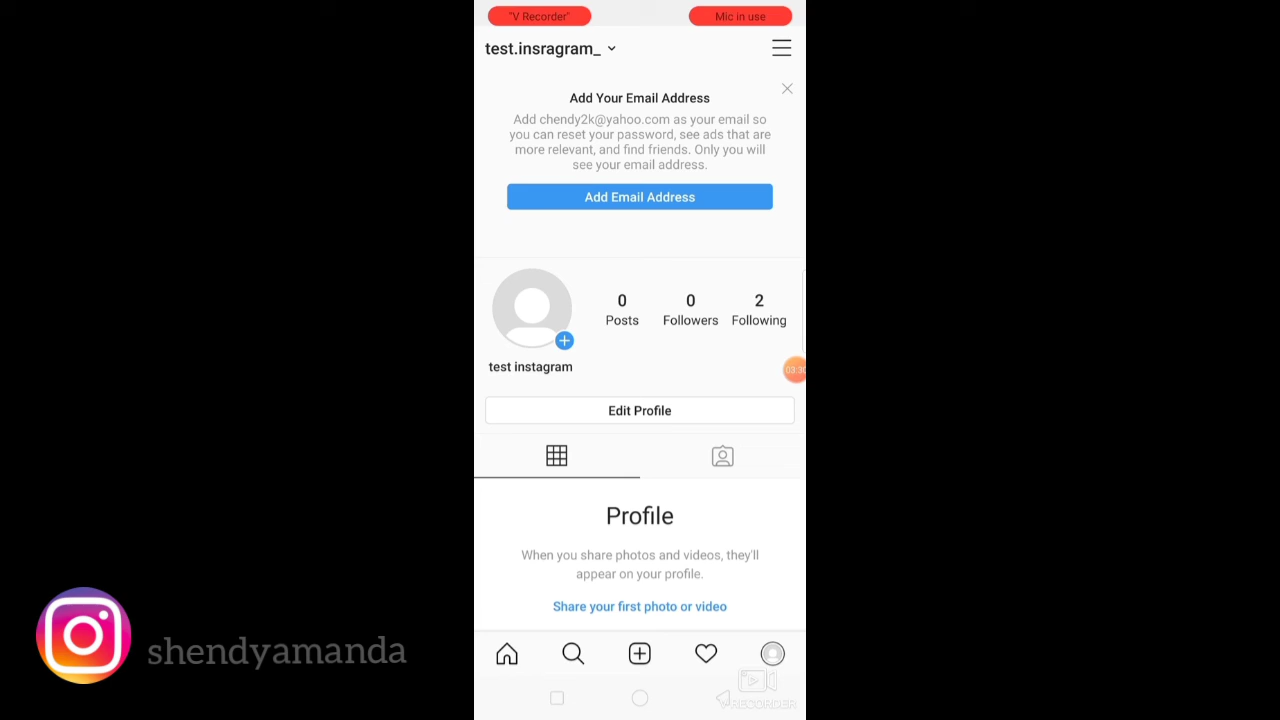 "V Recorder"
Mic in use
test.insragram_
Add Your Email Address
Add chendy2k@yahoo.com as your email so
you can reset your password, see ads that are
more relevant, and find friends. Only you will
see your email address.
Add Email Address
0
0
2
Posts
Followers
Following
03:30
test instagram
Edit Profile
Profile
When you share photos and videos, they'll
appear on your profile.
Share your first photo or video
shendyamanda
V RECORDER